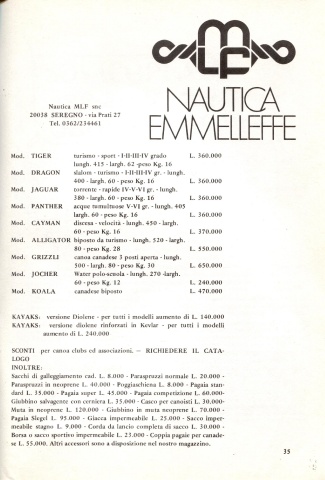 MLF
NAUTICA
EMMELLEFFE
Nautica MLF snc
20038 SEREGNO - via Prati 27
Tel. 0362/234461
Mod. TIGER turismo - sport - I-II-III-IV grado
lungh. 415 - largh. 62 -peso Kg. 16 L. 360.000
Mod. DRAGON slalom - turismo - I-II-III-IV gr. - lungh.
400 - largh. 60 - peso Kg. 16 L. 360.000
Mod. JAGUAR torrente - rapide IV-V-VI gr. - lungh.
380 - largh. 60 - peso Kg. 16 L. 360.000
Mod. PANTHER acque tumultuose V-VI gr. - lungh. 405
largh. 60 - peso Kg. 16 L. 360.000
Mod. CAYMAN discesa - velocità - lungh. 450 - largh.
60 - peso Kg. 16 L. 370.000
Mod. ALLIGATOR biposto da turismo - lungh. 520 - largh.
80 - peso Kg. 28 L. 550.000
Mod. GRIZZLI canoa canadese 3 posti aperta - lungh.
500 - largh. 80 - peso Kg. 30 L. 650.000
Mod. JOCHER Water polo-senola - lungh. 270 -largh.
60 - peso Kg. 12 L. 240.000
Mod. KOALA canadese biposto L. 470.000
KAYAKS: versione Diolene - per tutti i modelli aumento di L. 140.000
KAYAKS: versione diolene rinforzati in Kevlar - per tutti i modelli
aumento di L. 240.000
SCONTI per canoa clubs ed associazioni. — RICHIEDERE IL CATA-
LOGO
INOLTRE:
Sacchi di galleggiamento cad. L. 8.000 - Paraspruzzi normale L. 20.000 -
Paraspruzzi in neoprene L. 40.000 - Poggiaschiena L. 8.000 - Pagaia stan-
dard L. 35.000 - Pagaia super L. 45.000 - Pagaia competizione L. 60.000-
Giubbino salvagente con cerniera L. 35.000 - Casco per canoisti L. 30.000-
Muta in neoprene L. 120.000 - Giubbino in muta neoprene L. 70.000 -
Pagaia Slegel L. 95.000 - Giacca impermeabile L. 25.000 - Sacco imper-
meabile stagno L. 9.000 - Corda da lancio completa di sacco L. 30.000 -
Borsa o sacco sportivo impermeabile L. 25.000 - Coppia pagaie per canade-
se L. 55.000. Altri accessori sono a disposizione nel nostro magazzino.
35